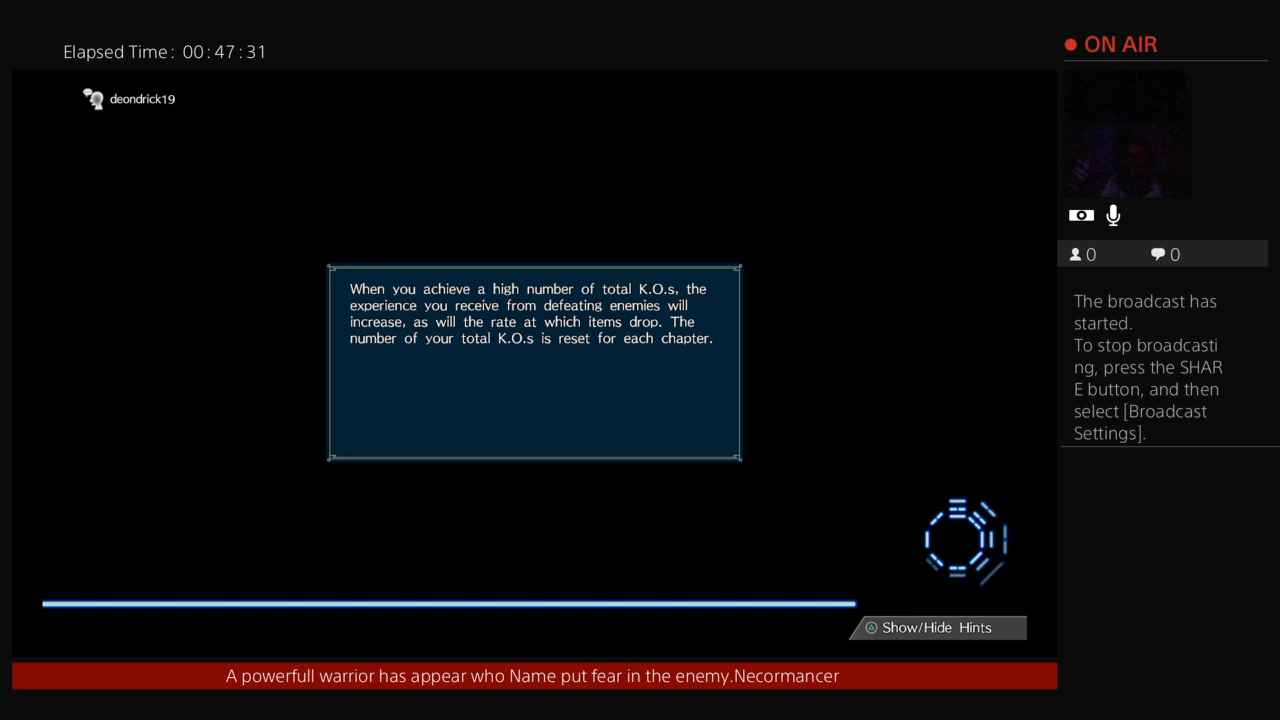 Elapsed Time: 00:47:31
ON AIR
deondrick19
0 0
When you achieve a high number of total K.O.s, the
experience you receive from defeating enemies will
increase, as will the rate at which items drop. The
number of your total K.O.s is reset for each chapter.
The broadcast has
started.
To stop broadcasti
ng, press the SHAR
E button, and then
select [Broadcast
Settings].
Show/Hide Hints
A powerfull warrior has appear who Name put fear in the enemy.Necormancer